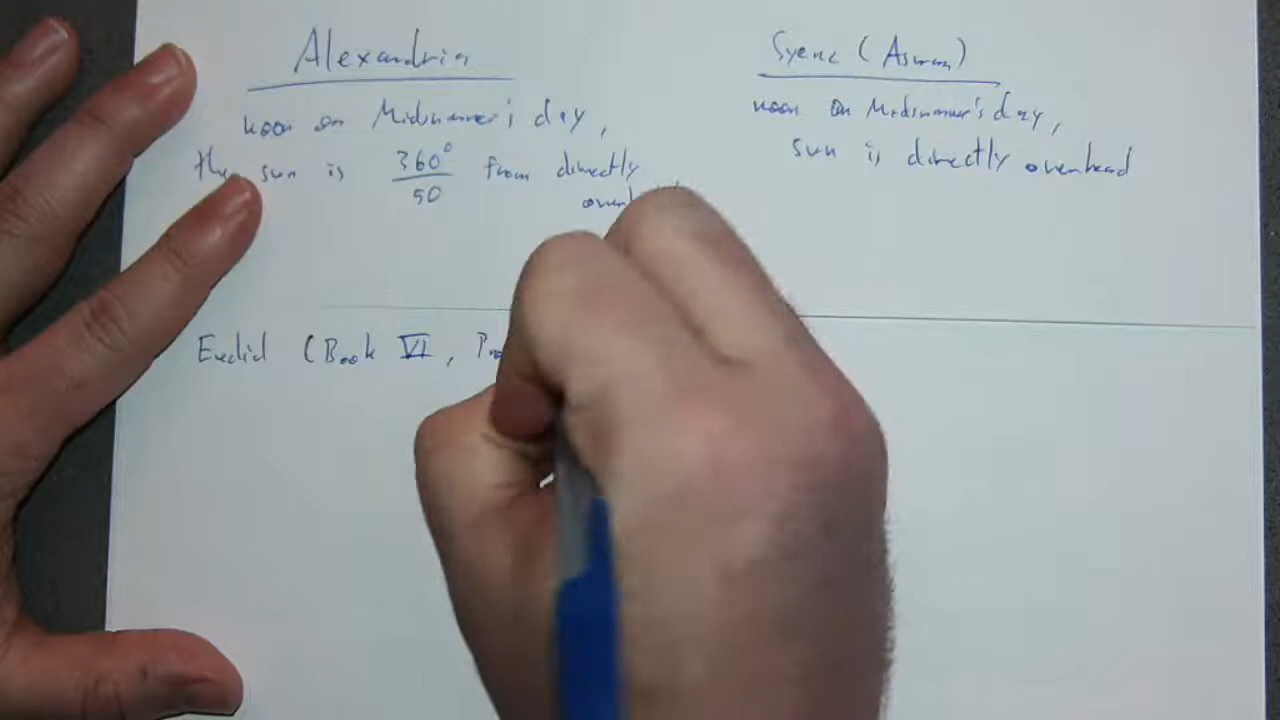 Alexandria
noon on Midsummer's day,
the sun is 360° from directly
50
Syene (Aswan)
noon on Midsummer's day,
sun is directly overhead
Euclid (Book VI,